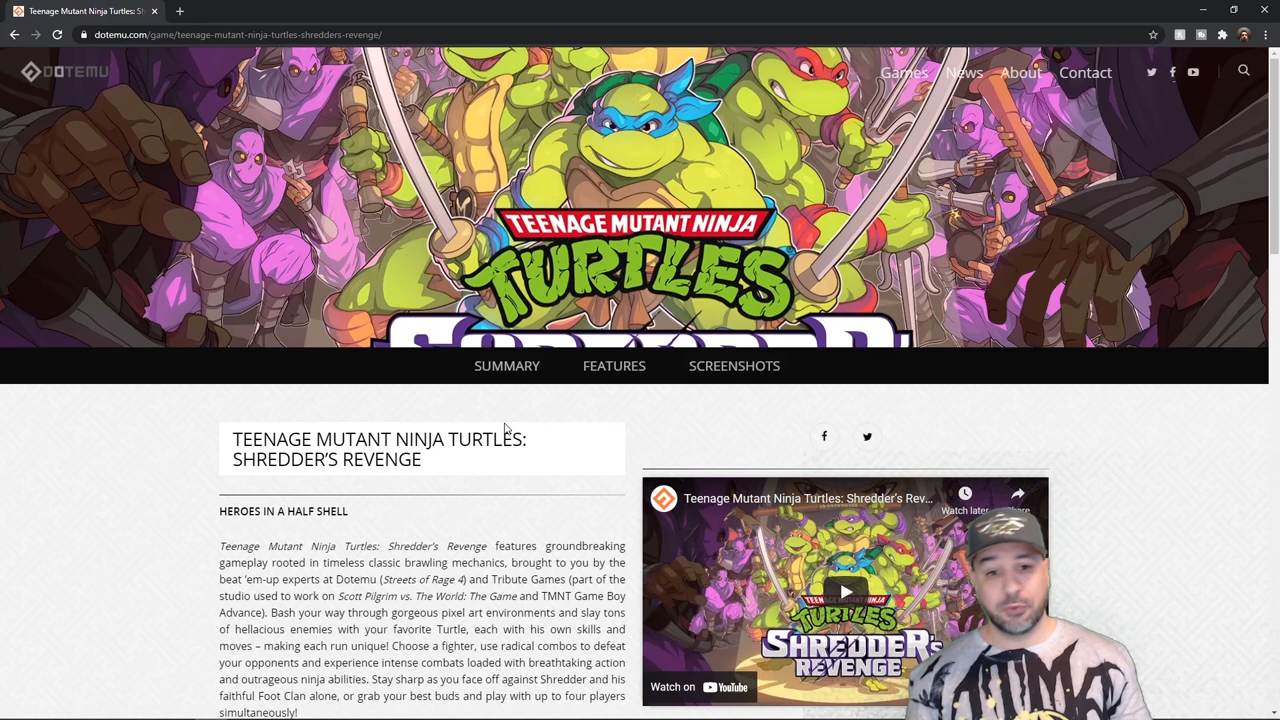 Teenage Mutant Ninja Turtles: Sh
dotemu.com/game/teenage-mutant-ninja-turtles-shredders-revenge/
DOTEMU
Games News About Contact
TEENAGE MUTANT NINJA
TURTLES
SUMMARY FEATURES SCREENSHOTS
TEENAGE MUTANT NINJA TURTLES:
SHREDDER'S REVENGE
HEROES IN A HALF SHELL
Teenage Mutant Ninja Turtles: Shredder's Revenge features groundbreaking
gameplay rooted in timeless classic brawling mechanics, brought to you by the
beat 'em-up experts at Dotemu (Streets of Rage 4) and Tribute Games (part of the
studio used to work on Scott Pilgrim vs. The World: The Game and TMNT Game Boy
Advance). Bash your way through gorgeous pixel art environments and slay tons
of hellacious enemies with your favorite Turtle, each with his own skills and
moves – making each run unique! Choose a fighter, use radical combos to defeat
your opponents and experience intense combats loaded with breathtaking action
and outrageous ninja abilities. Stay sharp as you face off against Shredder and his
faithful Foot Clan alone, or grab your best buds and play with up to four players
simultaneously!
Teenage Mutant Ninja Turtles: Shredder's Rev...
Watch later Share
TEENAGE MUTANT NINJA
TURTLES
SHREDDER's
REVENGE
Watch on YouTube